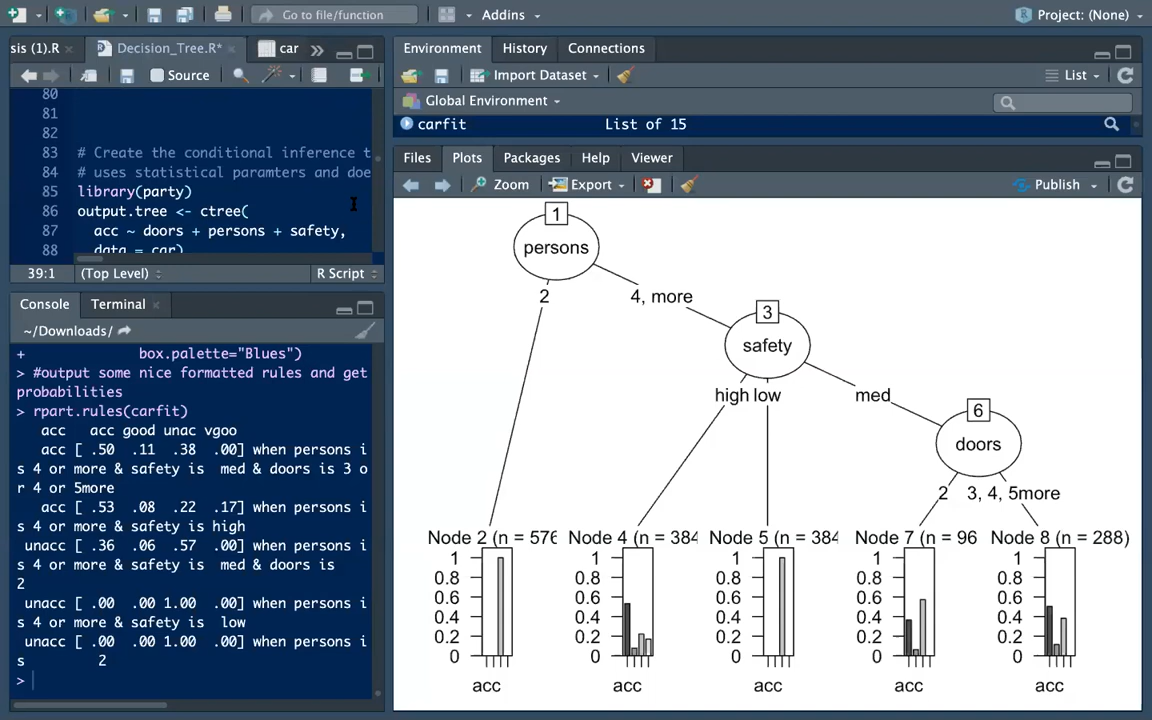 Go to file/function
Addins
Project: (None)
sis (1).R
Decision_Tree.R*
car
Source
80
81
82
83 # Create the conditional inference t
84 # uses statistical paramters and doe
85 library(party)
86 output.tree <- ctree(
87 acc ~ doors + persons + safety,
88 data = car)
39:1
(Top Level)
R Script
Console
Terminal
~/Downloads/
+ box.palette="Blues")
> #output some nice formatted rules and get
probabilities
> rpart.rules(carfit)
acc acc good unac vgoo
acc [ .50 .11 .38 .00] when persons i
s 4 or more & safety is med & doors is 3 o
r 4 or 5more
acc [ .53 .08 .22 .17] when persons i
s 4 or more & safety is high
unacc [ .36 .06 .57 .00] when persons i
s 4 or more & safety is med & doors is
2
unacc [ .00 .00 1.00 .00] when persons i
s 4 or more & safety is low
unacc [ .00 .00 1.00 .00] when persons i
s 2
>
Environment
History
Connections
Import Dataset
List
Global Environment
carfit
List of 15
Files
Plots
Packages
Help
Viewer
Zoom
Export
Publish
1
persons
2
4, more
3
safety
high
low
med
6
doors
2
3, 4, 5more
Node 2 (n = 576
Node 4 (n = 384
Node 5 (n = 384
Node 7 (n = 96
Node 8 (n = 288)
1
0.8
0.6
0.4
0.2
0
acc
1
0.8
0.6
0.4
0.2
0
acc
1
0.8
0.6
0.4
0.2
0
acc
1
0.8
0.6
0.4
0.2
0
acc
1
0.8
0.6
0.4
0.2
0
acc